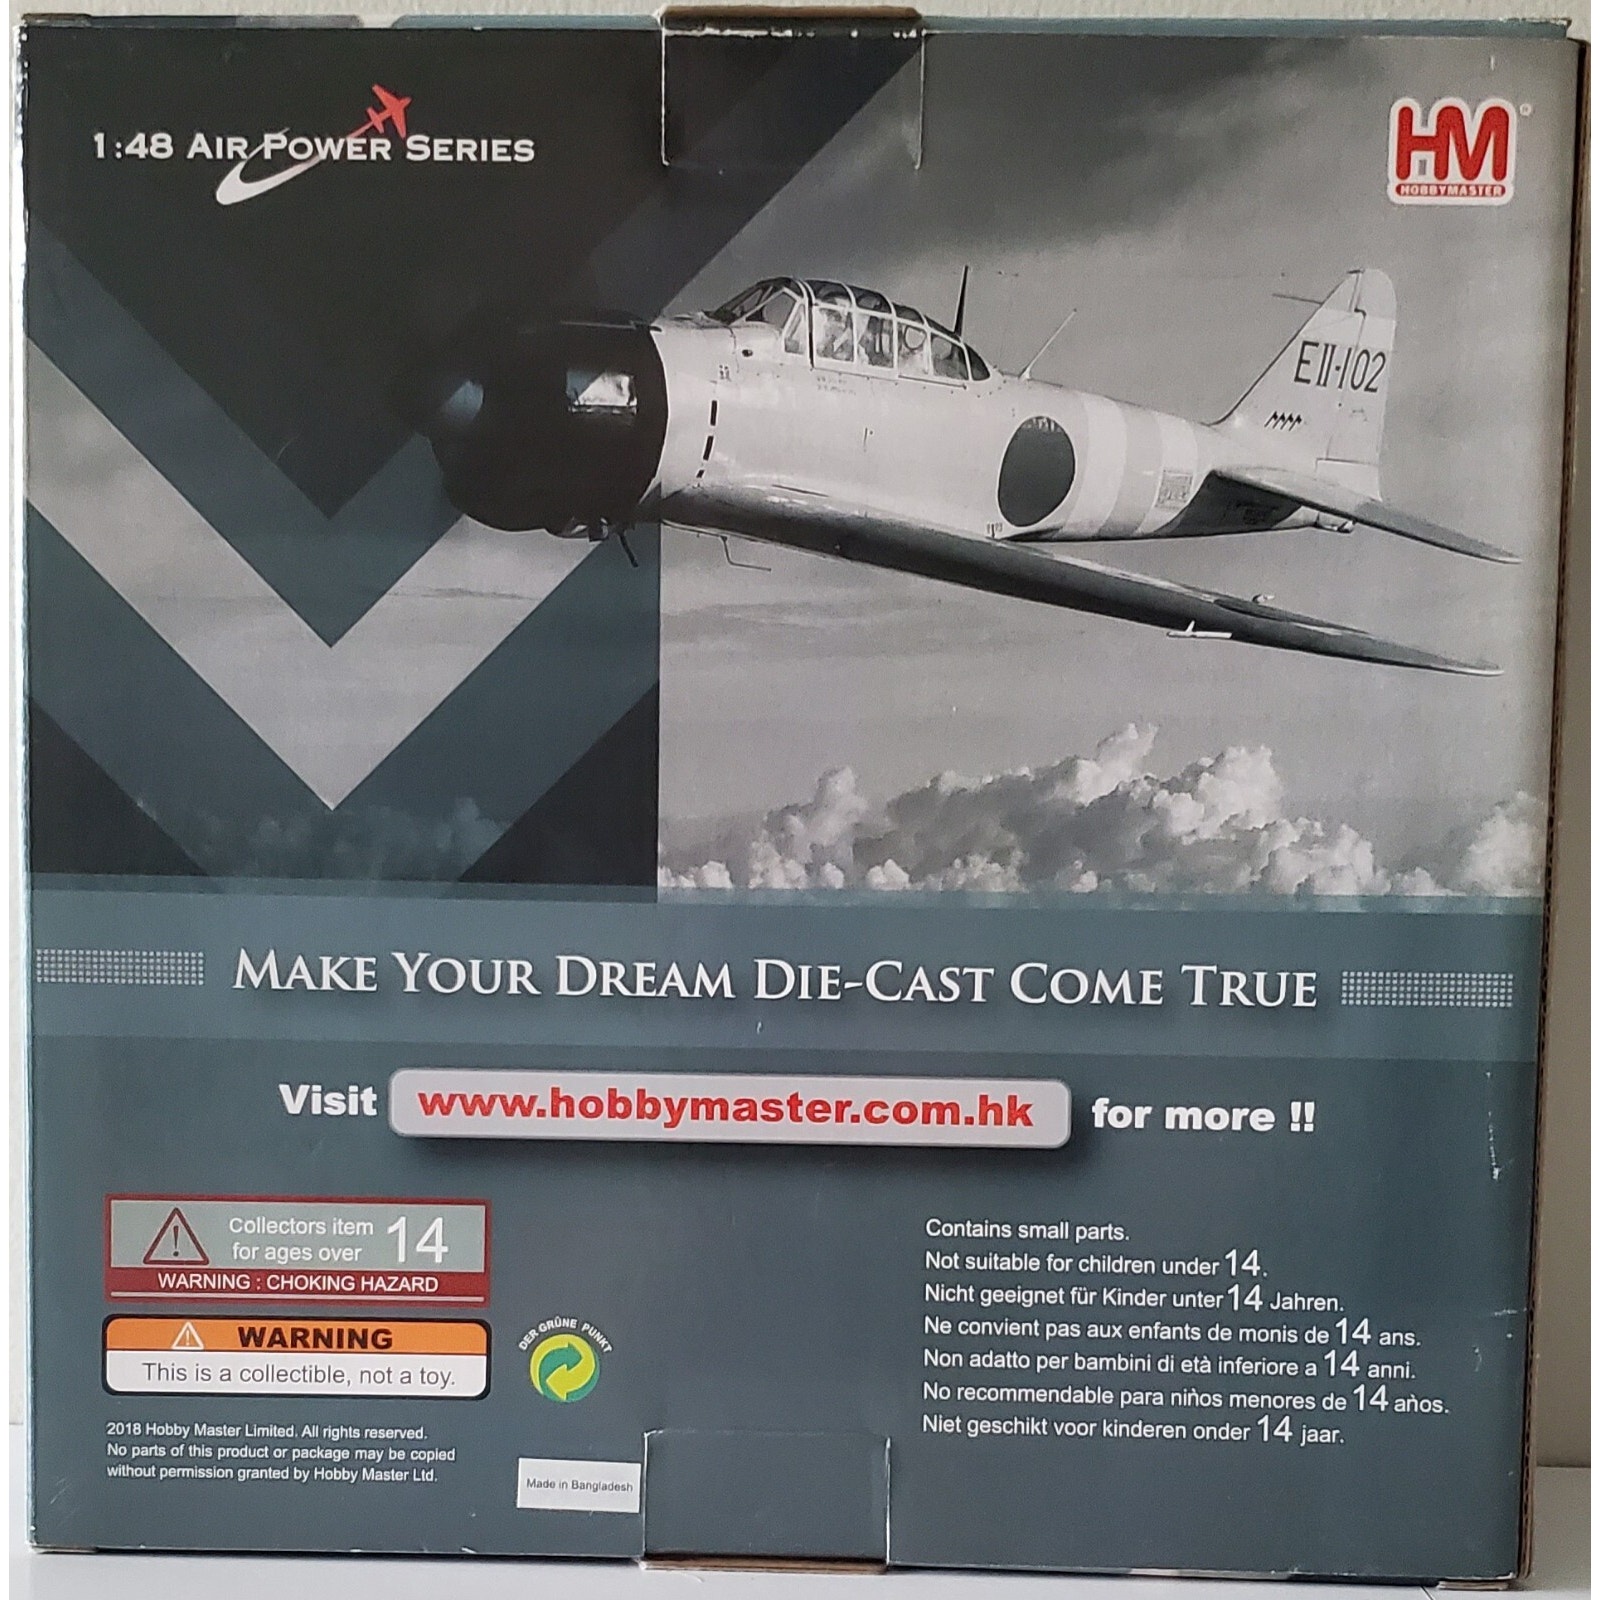 1:48 AIR POWER SERIES
HM
HOBBYMASTER
EII-102
MAKE YOUR DREAM DIE-CAST COME TRUE
Visit www.hobbymaster.com.hk for more !!
Collectors item
for ages over 14
WARNING : CHOKING HAZARD
WARNING
This is a collectible, not a toy.
DER GRÜNE PUNKT
2018 Hobby Master Limited. All rights reserved.
No parts of this product or package may be copied
without permission granted by Hobby Master Ltd.
Made in Bangladesh
Contains small parts.
Not suitable for children under 14.
Nicht geeignet für Kinder unter 14 Jahren.
Ne convient pas aux enfants de monis de 14 ans.
Non adatto per bambini di età inferiore a 14 anni.
No recommendable para niǹos menores de 14 aǹos.
Niet geschikt voor kinderen onder 14 jaar.